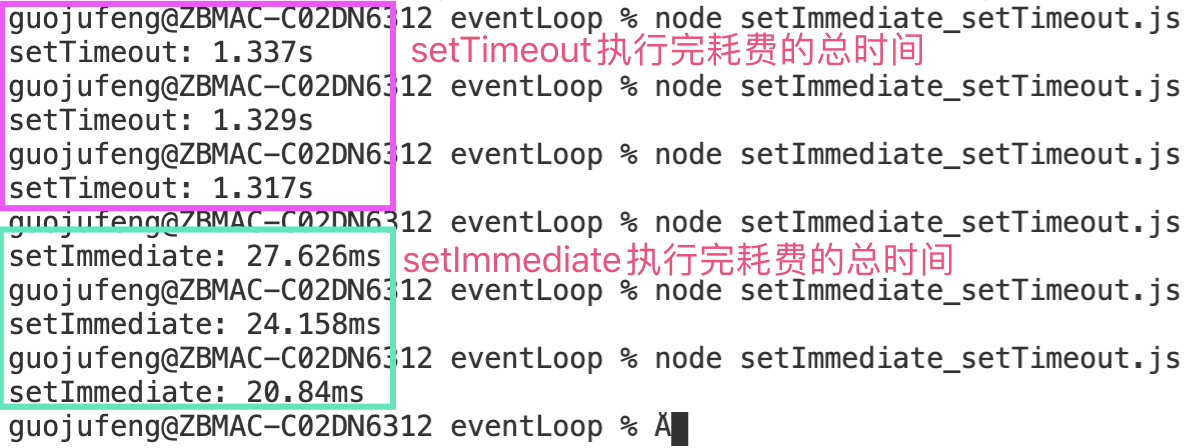 guojufeng@ZBMAC-C02DN6312 eventLoop % node setImmediate_setTimeout.js
setTimeout: 1.337s setTimeout执行完耗费的总时间
guojufeng@ZBMAC-C02DN6312 eventLoop % node setImmediate_setTimeout.js
setTimeout: 1.329s
guojufeng@ZBMAC-C02DN6312 eventLoop % node setImmediate_setTimeout.js
setTimeout: 1.317s
guojufeng@ZBMAC-C02DN6312 eventLoop % node setImmediate_setTimeout.js
setImmediate: 27.626ms setImmediate执行完耗费的总时间
guojufeng@ZBMAC-C02DN6312 eventLoop % node setImmediate_setTimeout.js
setImmediate: 24.158ms
guojufeng@ZBMAC-C02DN6312 eventLoop % node setImmediate_setTimeout.js
setImmediate: 20.84ms
guojufeng@ZBMAC-C02DN6312 eventLoop %